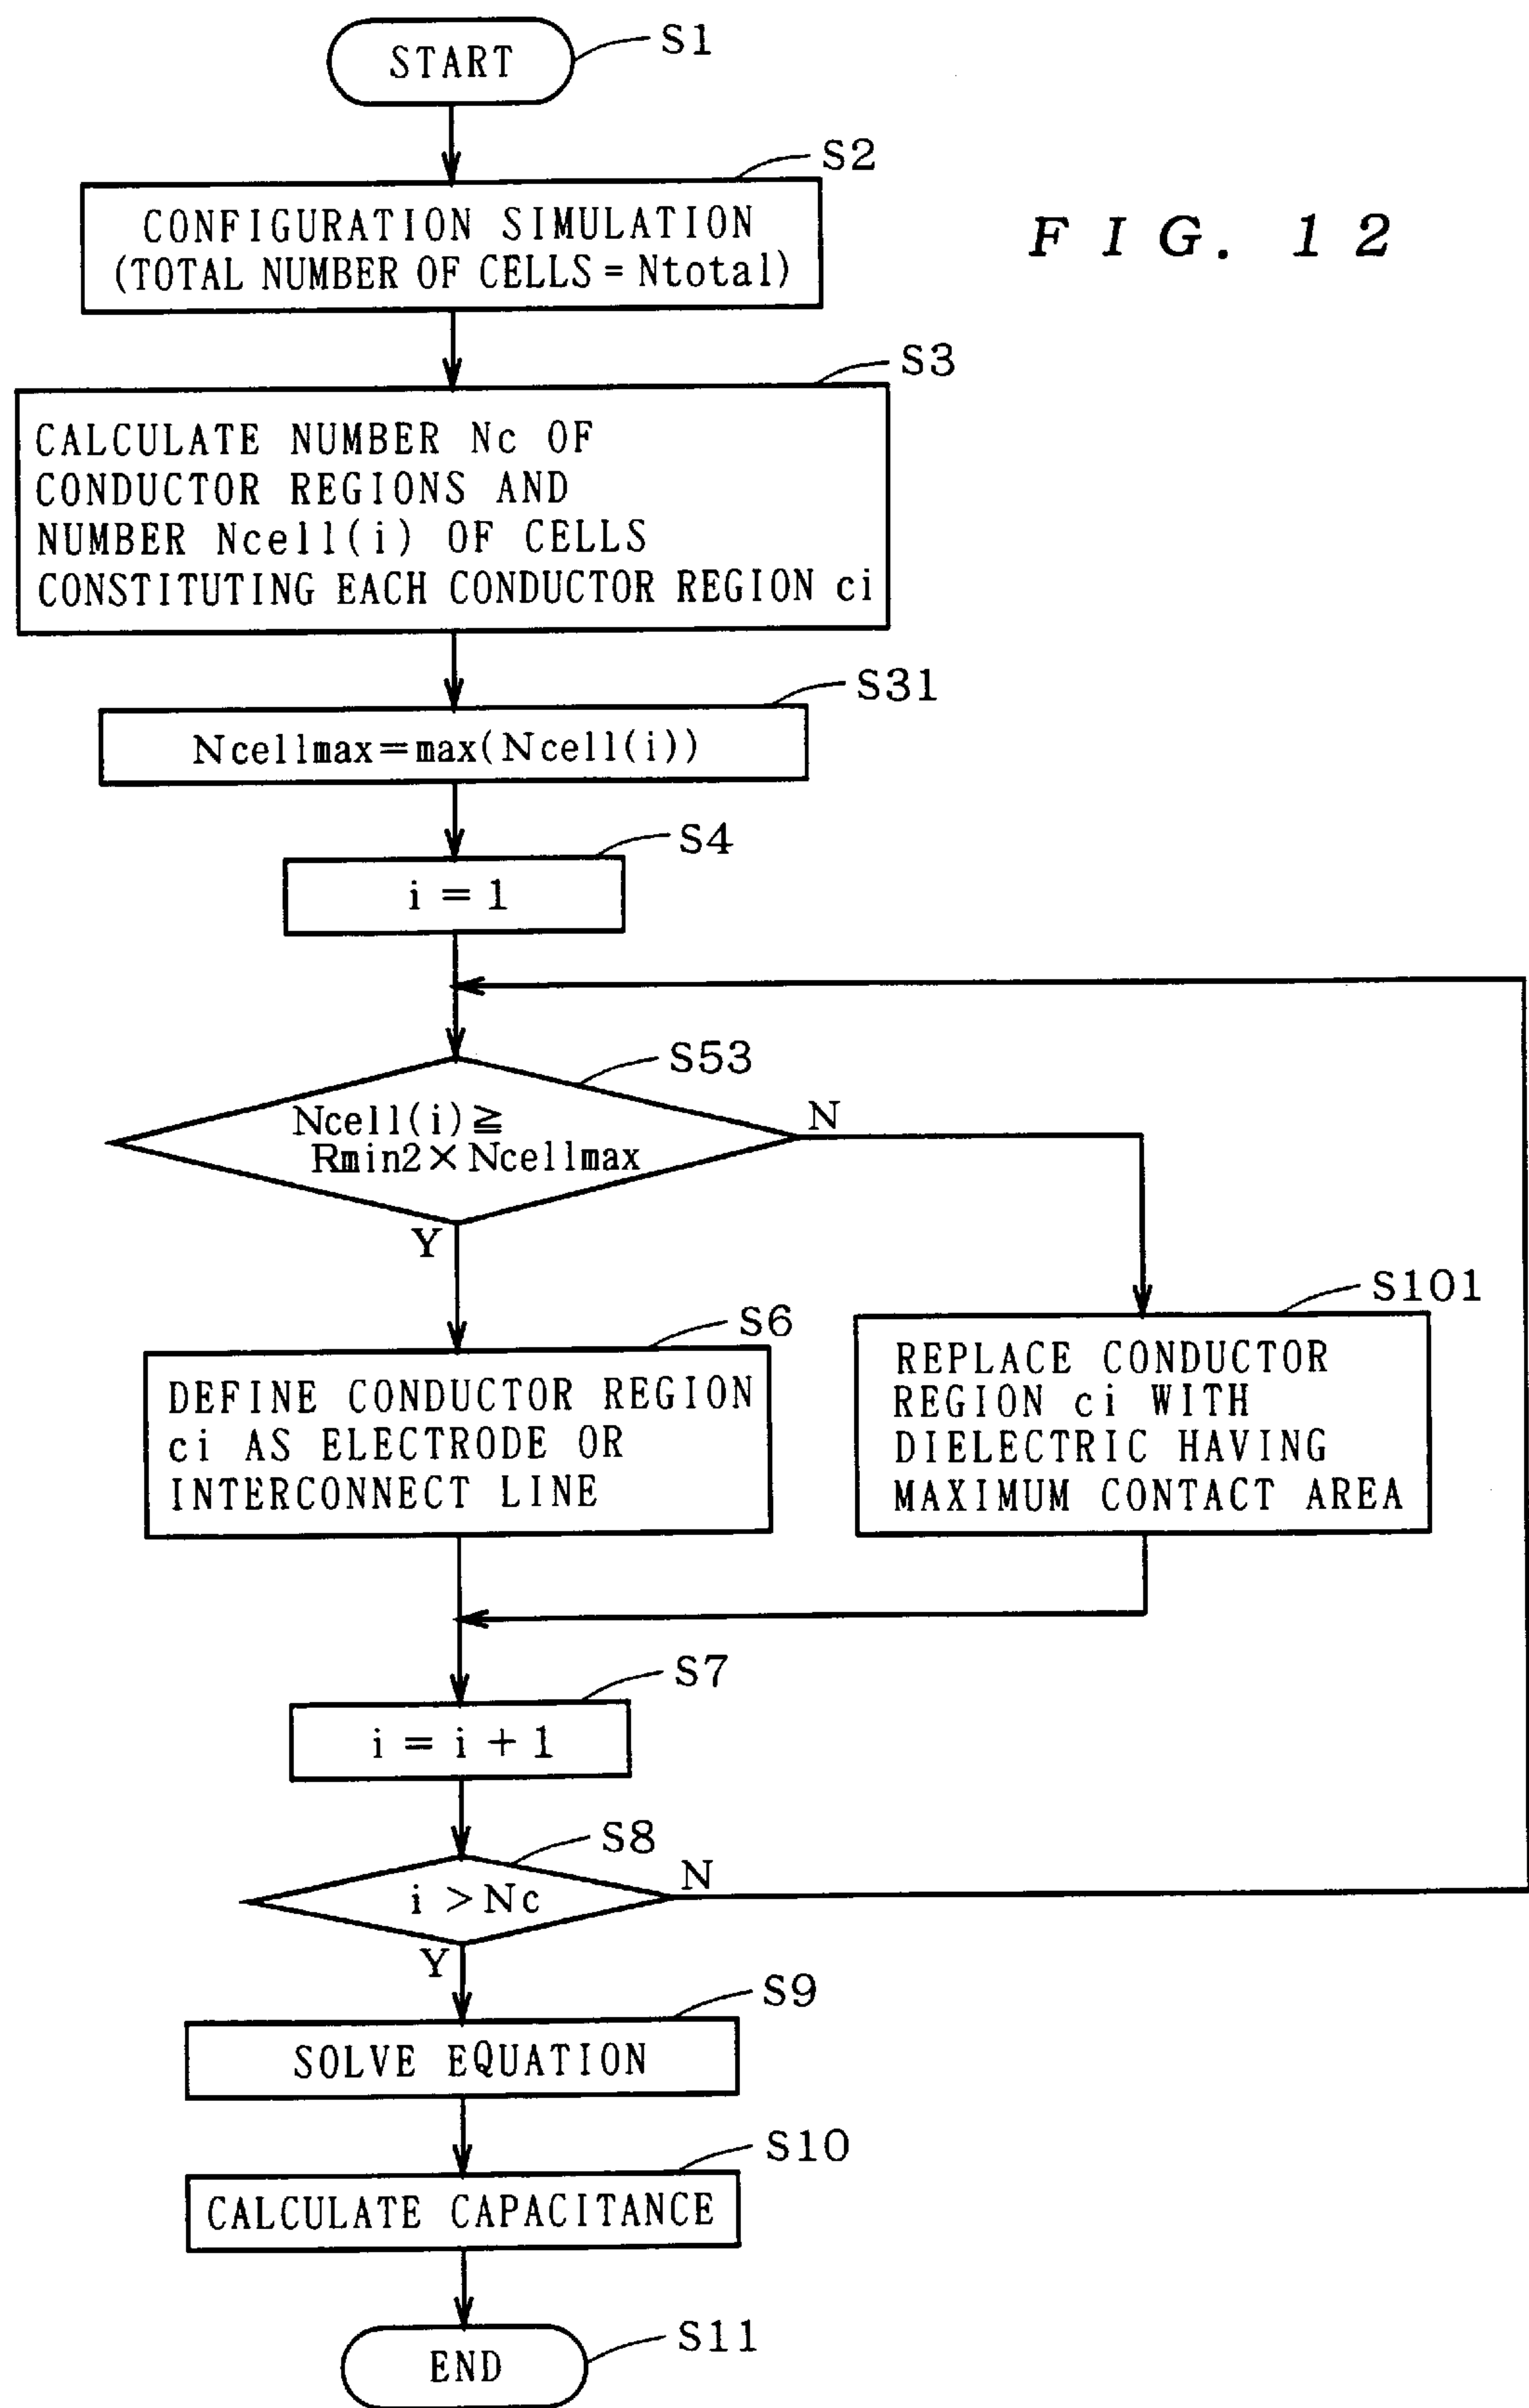 START
S1
S2
CONFIGURATION SIMULATION
(TOTAL NUMBER OF CELLS = Ntotal)
FIG. 12
S3
CALCULATE NUMBER Nc OF
CONDUCTOR REGIONS AND
NUMBER Ncell(i) OF CELLS
CONSTITUTING EACH CONDUCTOR REGION ci
S31
Ncellmax=max(Ncell(i))
S4
i = 1
S53
Ncell(i)≧
Rmin2×Ncellmax
N
Y
S6
DEFINE CONDUCTOR REGION
ci AS ELECTRODE OR
INTERCONNECT LINE
S101
REPLACE CONDUCTOR
REGION ci WITH
DIELECTRIC HAVING
MAXIMUM CONTACT AREA
S7
i = i + 1
S8
i > Nc
N
Y
S9
SOLVE EQUATION
S10
CALCULATE CAPACITANCE
S11
END